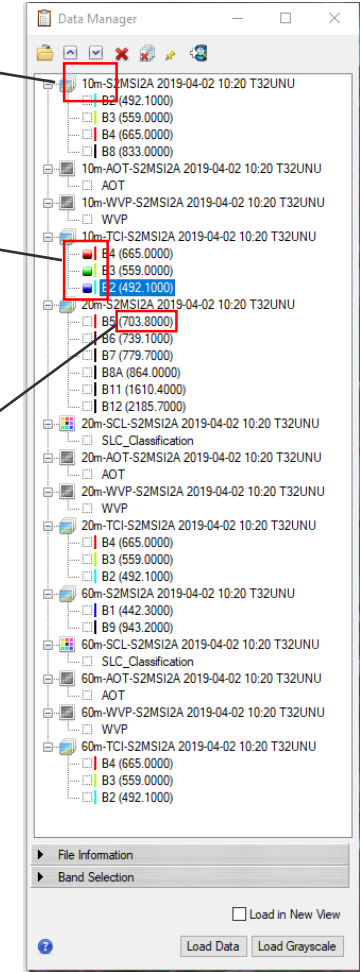 Data Manager
10m-S2MSI2A 2019-04-02 10:20 T32UNU
B2 (492.1000)
B3 (559.0000)
B4 (665.0000)
B8 (833.0000)
10m-AOT-S2MSI2A 2019-04-02 10:20 T32UNU
AOT
10m-WVP-S2MSI2A 2019-04-02 10:20 T32UNU
WVP
10m-TCI-S2MSI2A 2019-04-02 10:20 T32UNU
B4 (665.0000)
B3 (559.0000)
B2 (492.1000)
20m-S2MSI2A 2019-04-02 10:20 T32UNU
B5 (703.8000)
B6 (739.1000)
B7 (779.7000)
B8A (864.0000)
B11 (1610.4000)
B12 (2185.7000)
20m-SCL-S2MSI2A 2019-04-02 10:20 T32UNU
SLC_Classification
20m-AOT-S2MSI2A 2019-04-02 10:20 T32UNU
AOT
20m-WVP-S2MSI2A 2019-04-02 10:20 T32UNU
WVP
20m-TCI-S2MSI2A 2019-04-02 10:20 T32UNU
B4 (665.0000)
B3 (559.0000)
B2 (492.1000)
60m-S2MSI2A 2019-04-02 10:20 T32UNU
B1 (442.3000)
B9 (943.2000)
60m-SCL-S2MSI2A 2019-04-02 10:20 T32UNU
SLC_Classification
60m-AOT-S2MSI2A 2019-04-02 10:20 T32UNU
AOT
60m-WVP-S2MSI2A 2019-04-02 10:20 T32UNU
WVP
60m-TCI-S2MSI2A 2019-04-02 10:20 T32UNU
B4 (665.0000)
B3 (559.0000)
B2 (492.1000)
File Information
Band Selection
Load in New View
Load Data Load Grayscale